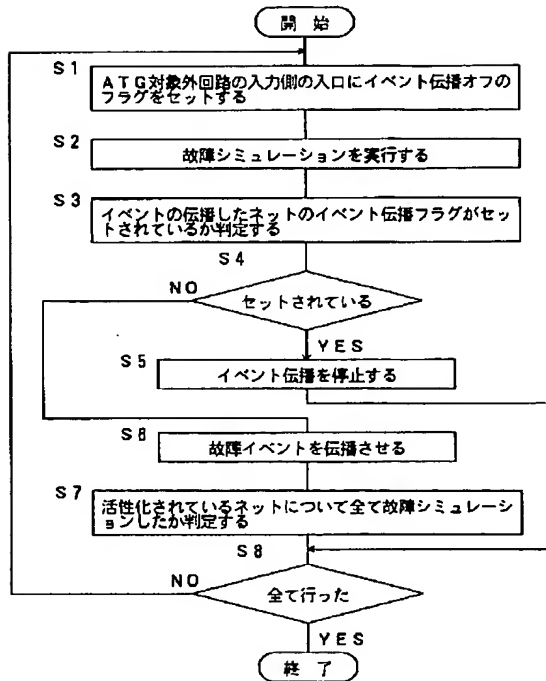 開 始
S1
ATG対象外回路の入力側の入口にイベント伝播オフの
フラグをセットする
S2
故障シミュレーションを実行する
S3
イベントの伝播したネットのイベント伝播フラグがセッ
トされているか判定する
S4
NO
セットされている
YES
S5
イベント伝播を停止する
S6
故障イベントを伝播させる
S7
活性化されているネットについて全て故障シミュレーシ
ョンしたか判定する
S8
NO
全て行った
YES
終 了